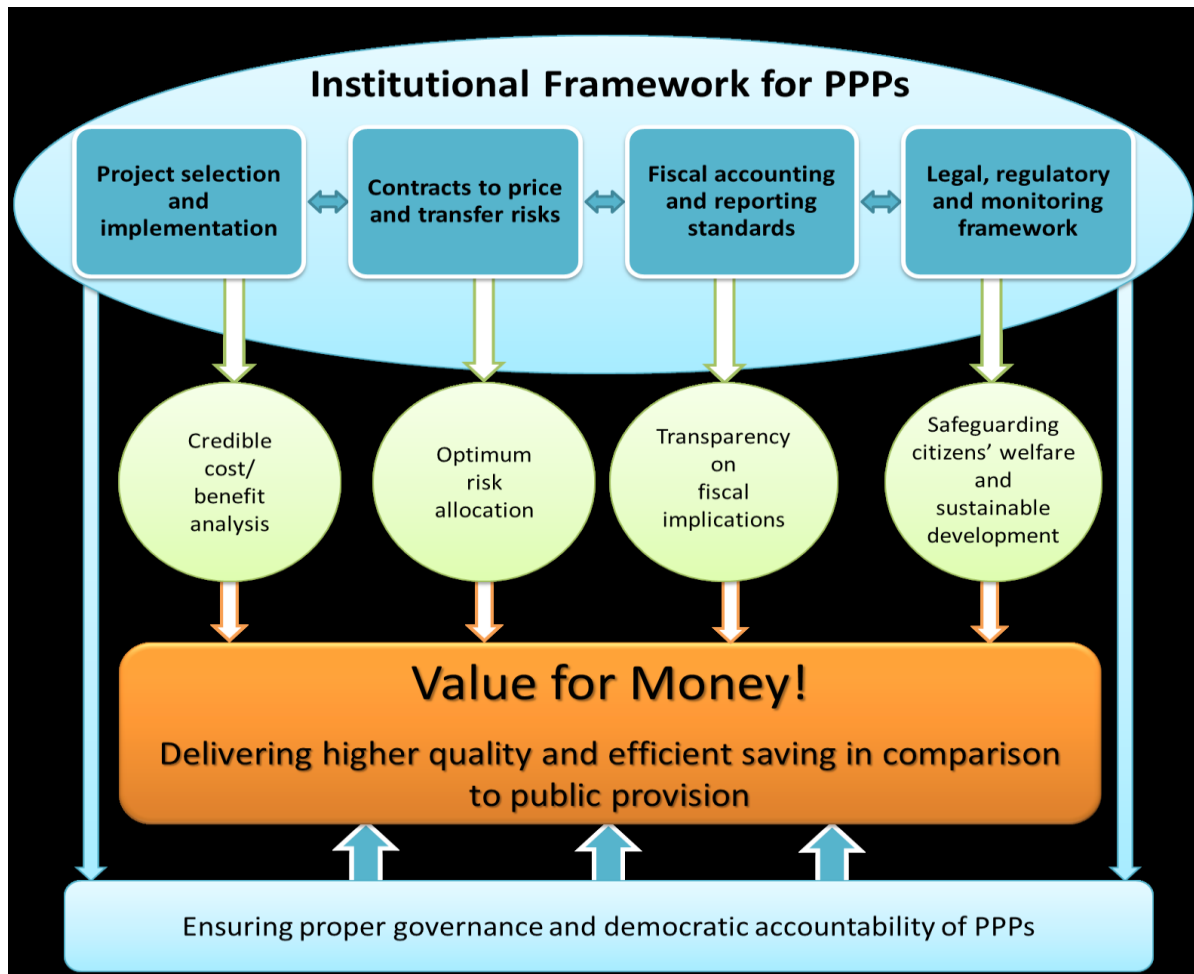 Institutional Framework for PPPs
Project selection
and
implementation
Contracts to price
and transfer risks
Fiscal accounting
and reporting
standards
Legal, regulatory
and monitoring
framework
Credible
cost/
benefit
analysis
Optimum
risk
allocation
Transparency
on
fiscal
implications
Safeguarding
citizens’ welfare
and
sustainable
development
Value for Money!
Delivering higher quality and efficient saving in comparison
to public provision
Ensuring proper governance and democratic accountability of PPPs